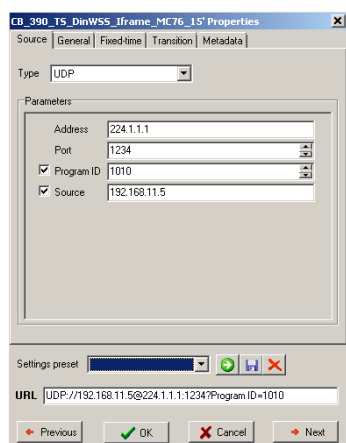 CB_390_TS_DinWSS_Iframe_MC76_15' Properties
Source General Fixed-time Transition Metadata
Type UDP
Parameters
Address 224.1.1.1
Port 1234
Program ID 1010
Source 192.168.11.5
Settings preset
URL UDP://192.168.11.5@224.1.1.1:1234?Program ID=1010
Previous OK Cancel Next